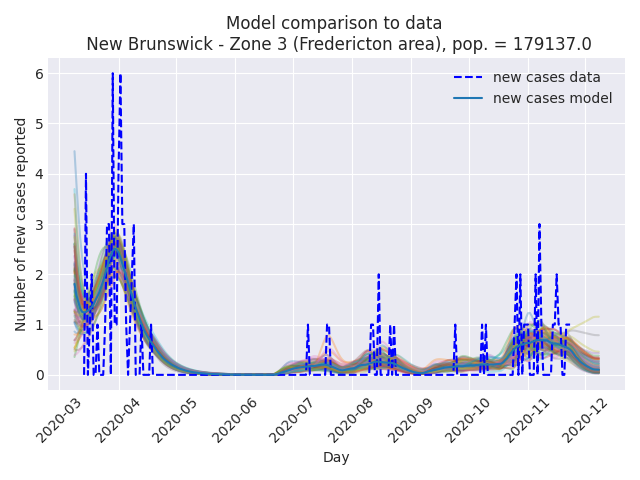 Model comparison to data
New Brunswick - Zone 3 (Fredericton area), pop. = 179137.0
new cases data
new cases model
Number of new cases reported
6
5
4
3
2
1
0
2020-03
2020-04
2020-05
2020-06
2020-07
2020-08
2020-09
2020-10
2020-11
2020-12
Day